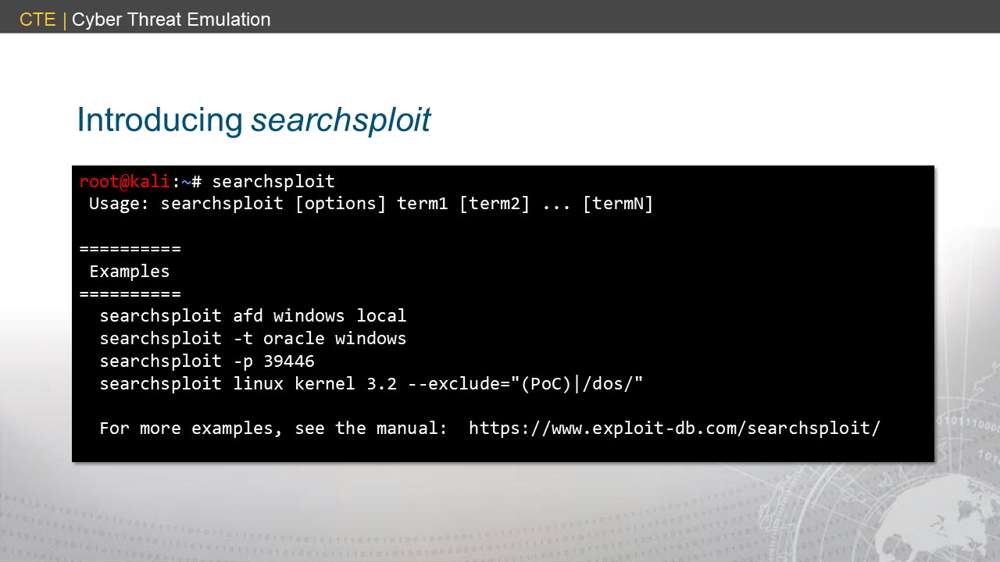 CTE | Cyber Threat Emulation
Introducing searchsploit
root@kali:~# searchsploit
Usage: searchsploit [options] term1 [term2] ... [termN]
==========
Examples
==========
searchsploit afd windows local
searchsploit -t oracle windows
searchsploit -p 39446
searchsploit linux kernel 3.2 --exclude="(PoC)|/dos/"
For more examples, see the manual: https://www.exploit-db.com/searchsploit/